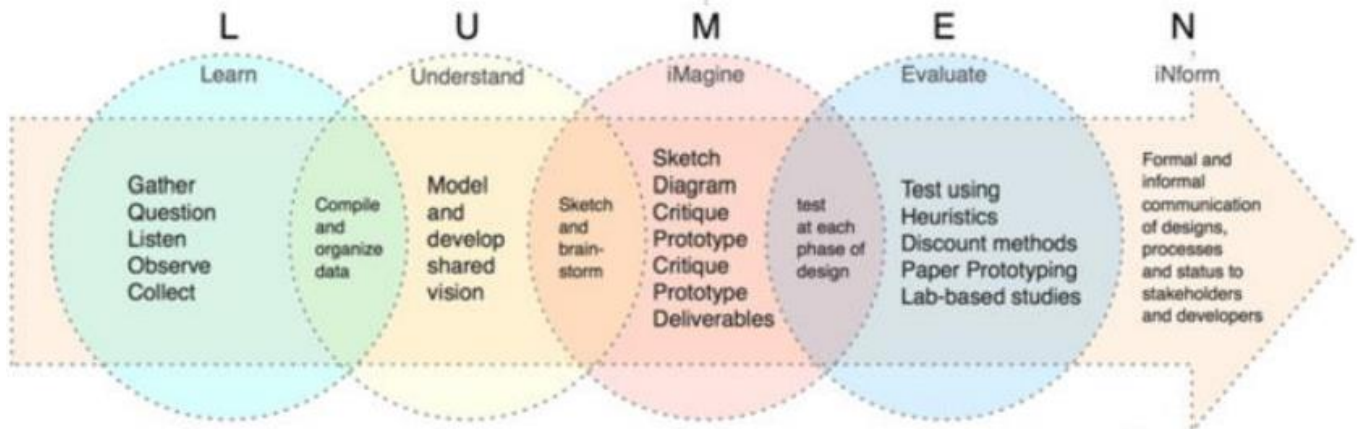 L
U
M
E
N
Learn
Understand
iMagine
Evaluate
iNform
Gather
Question
Listen
Observe
Collect
Compile
and
organize
data
Model
and
develop
shared
vision
Sketch
and
brain-
storm
Sketch
Diagram
Critique
Prototype
Critique
Prototype
Deliverables
test
at each
phase of
design
Test using
Heuristics
Discount methods
Paper Prototyping
Lab-based studies
Formal and
informal
communication
of designs,
processes
and status to
stakeholders
and developers